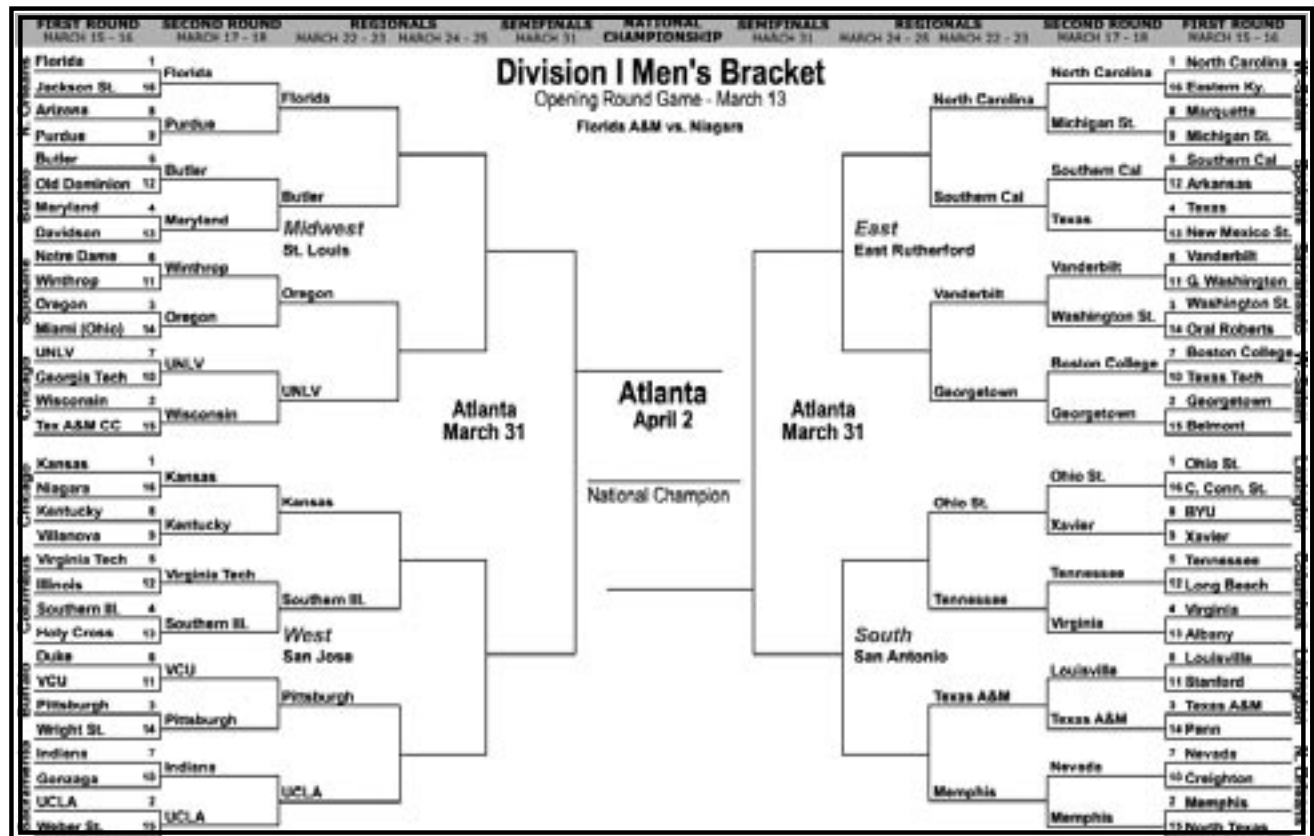 FIRST ROUND SECOND ROUND REGIONALS SEMIFINALS NATIONAL SEMIFINALS REGIONALS SECOND ROUND FIRST ROUND
MARCH 15 - 16 MARCH 17 - 18 MARCH 22 - 23 MARCH 24 - 25 MARCH 31 CHAMPIONSHIP MARCH 31 MARCH 24 - 25 MARCH 22 - 23 MARCH 17 - 18 MARCH 15 - 16
Division I Men's Bracket
Opening Round Game - March 13
Florida A&M vs. Niagara
Florida 1
Jackson St. 16
Arizona 8
Purdue 9
Butler 5
Old Dominion 12
Maryland 4
Davidson 13
Notre Dame 6
Winthrop 11
Oregon 3
Miami (Ohio) 14
UNLV 7
Georgia Tech 10
Wisconsin 2
Tex A&M CC 15
Florida
Purdue
Butler
Maryland
Winthrop
Oregon
UNLV
Wisconsin
Florida
Butler
Oregon
UNLV
Midwest
St. Louis
Kansas 1
Niagara 16
Kentucky 8
Villanova 9
Virginia Tech 5
Illinois 12
Southern Ill. 4
Holy Cross 13
Duke 6
VCU 11
Pittsburgh 3
Wright St. 14
Indiana 7
Gonzaga 10
UCLA 2
Weber St. 15
Kansas
Kentucky
Virginia Tech
Southern Ill.
VCU
Pittsburgh
Indiana
UCLA
Kansas
Southern Ill.
Pittsburgh
UCLA
West
San Jose
Atlanta
March 31
Atlanta
April 2
National Champion
Atlanta
March 31
East
East Rutherford
North Carolina
Southern Cal
Vanderbilt
Georgetown
North Carolina
Michigan St.
Southern Cal
Texas
Vanderbilt
Washington St.
Boston College
Georgetown
1 North Carolina
16 Eastern Ky.
8 Marquette
9 Michigan St.
5 Southern Cal
12 Arkansas
4 Texas
13 New Mexico St.
6 Vanderbilt
11 G. Washington
3 Washington St.
14 Oral Roberts
7 Boston College
10 Texas Tech
2 Georgetown
15 Belmont
South
San Antonio
Ohio St.
Tennessee
Texas A&M
Memphis
Ohio St.
Xavier
Tennessee
Virginia
Louisville
Texas A&M
Nevada
Memphis
1 Ohio St.
16 C. Conn. St.
8 BYU
9 Xavier
5 Tennessee
12 Long Beach
4 Virginia
13 Albany
6 Louisville
11 Stanford
3 Texas A&M
14 Penn
7 Nevada
10 Creighton
2 Memphis
15 North Texas